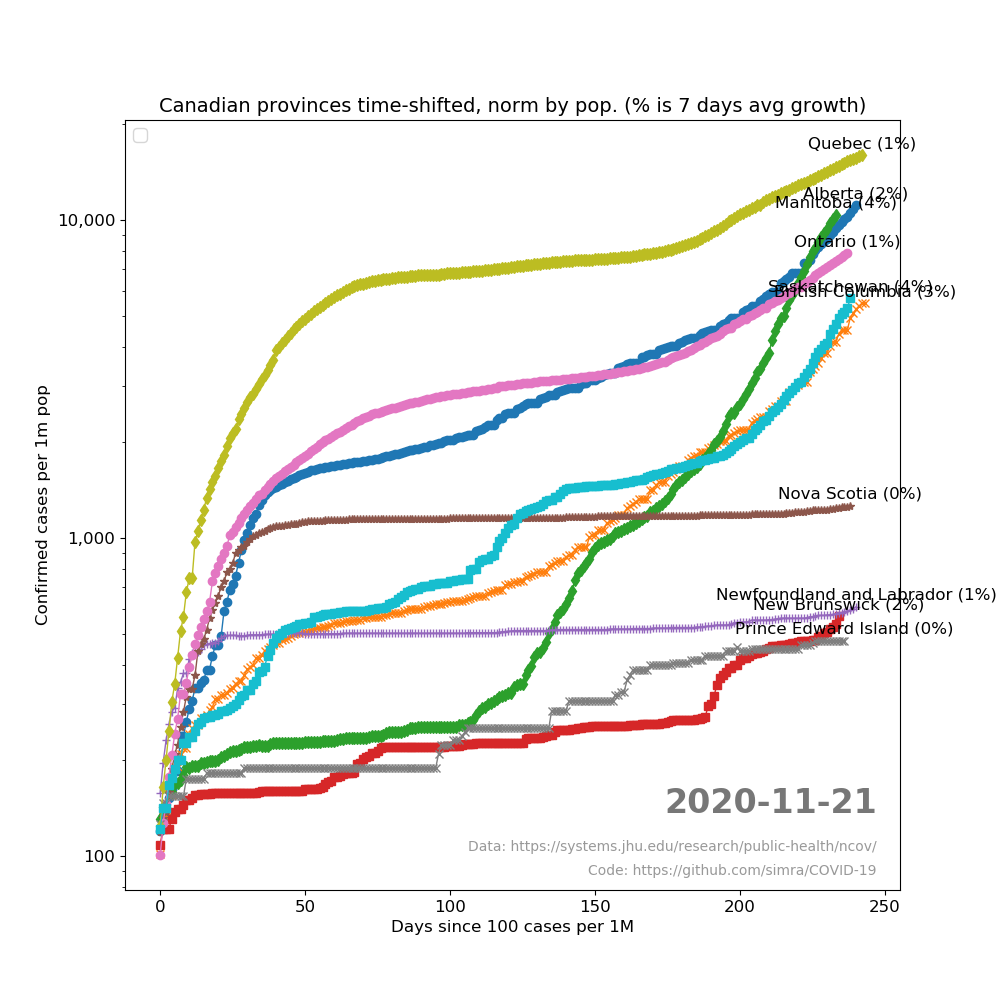 Canadian provinces time-shifted, norm by pop. (% is 7 days avg growth)
Quebec (1%)
Alberta (2%)
Manitoba (4%)
Ontario (1%)
Saskatchewan (4%)
British Columbia (3%)
Nova Scotia (0%)
Newfoundland and Labrador (1%)
New Brunswick (2%)
Prince Edward Island (0%)
10,000
1,000
100
Confirmed cases per 1m pop
2020-11-21
Data: https://systems.jhu.edu/research/public-health/ncov/
Code: https://github.com/simra/COVID-19
0 50 100 150 200 250
Days since 100 cases per 1M